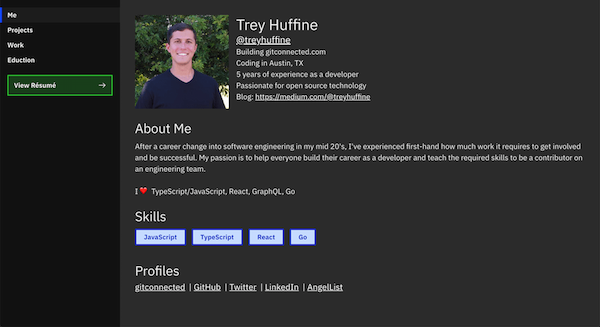 Me
Projects
Work
Eduction
View Résumé →
Trey Huffine
@treyhuffine
Building gitconnected.com
Coding in Austin, TX
5 years of experience as a developer
Passionate for open source technology
Blog: https://medium.com/@treyhuffine
About Me
After a career change into software engineering in my mid 20's, I've experienced first-hand how much work it requires to get involved
and be successful. My passion is to help everyone build their career as a developer and teach the required skills to be a contributor on
an engineering team.
I ❤️ TypeScript/JavaScript, React, GraphQL, Go
Skills
JavaScript TypeScript React Go
Profiles
gitconnected | GitHub | Twitter | LinkedIn | AngelList